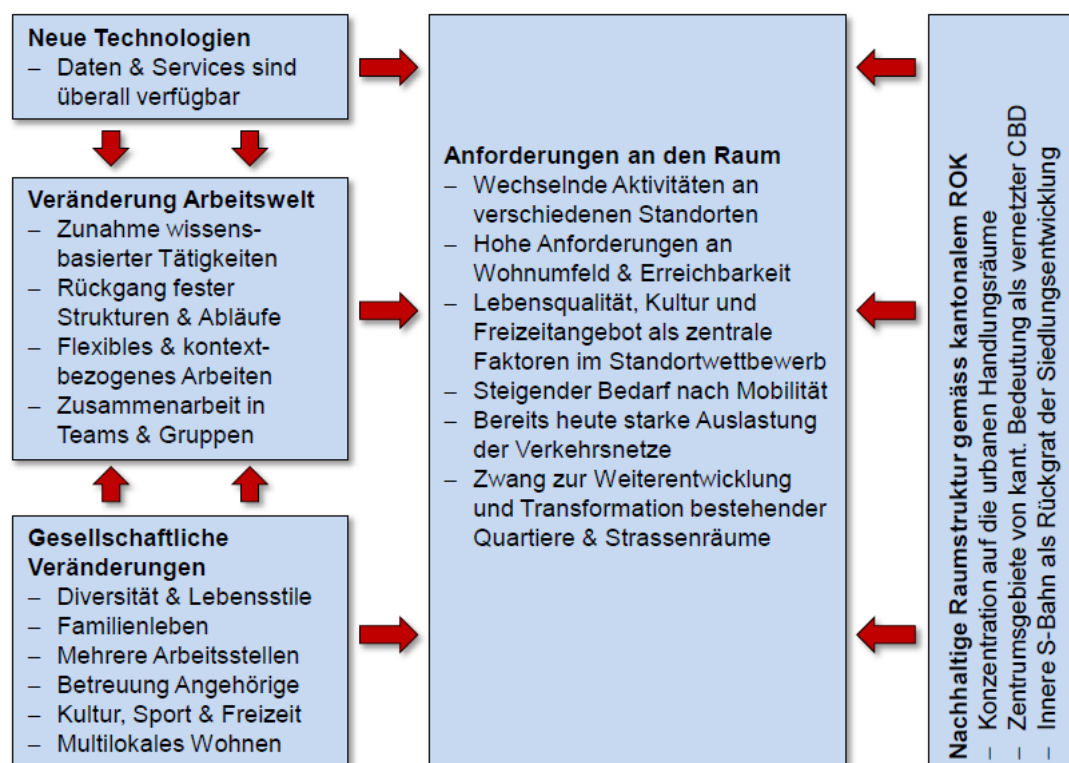 Neue Technologien
– Daten & Services sind
überall verfügbar
Veränderung Arbeitswelt
– Zunahme wissens-
basierter Tätigkeiten
– Rückgang fester
Strukturen & Abläufe
– Flexibles & kontext-
bezogenes Arbeiten
– Zusammenarbeit in
Teams & Gruppen
Gesellschaftliche
Veränderungen
– Diversität & Lebensstile
– Familienleben
– Mehrere Arbeitsstellen
– Betreuung Angehörige
– Kultur, Sport & Freizeit
– Multilokales Wohnen
Anforderungen an den Raum
– Wechselnde Aktivitäten an
verschiedenen Standorten
– Hohe Anforderungen an
Wohnumfeld & Erreichbarkeit
– Lebensqualität, Kultur und
Freizeitangebot als zentrale
Faktoren im Standortwettbewerb
– Steigender Bedarf nach Mobilität
– Bereits heute starke Auslastung
der Verkehrsnetze
– Zwang zur Weiterentwicklung
und Transformation bestehender
Quartiere & Strassenräume
Nachhaltige Raumstruktur gemäss kantonalem ROK
– Konzentration auf die urbanen Handlungsräume
– Zentrumsgebiete von kant. Bedeutung als vernetzter CBD
– Innere S-Bahn als Rückgrat der Siedlungsentwicklung